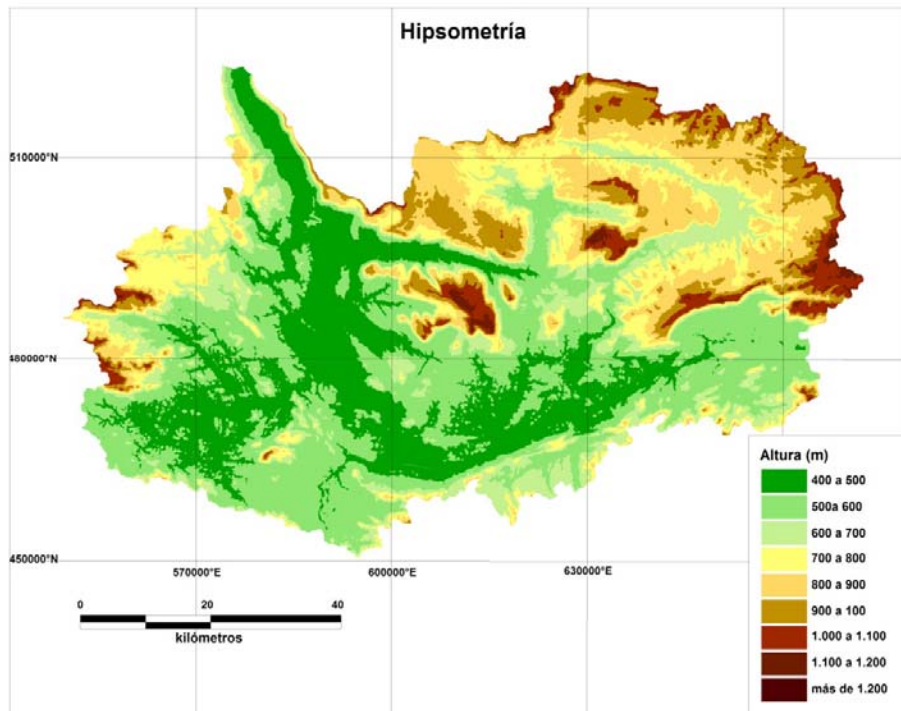 Hipsometría
510000°N
480000°N
450000°N
570000°E
600000°E
630000°E
0
20
40
kilómetros
Altura (m)
400 a 500
500a 600
600 a 700
700 a 800
800 a 900
900 a 100
1.000 a 1.100
1.100 a 1.200
más de 1.200